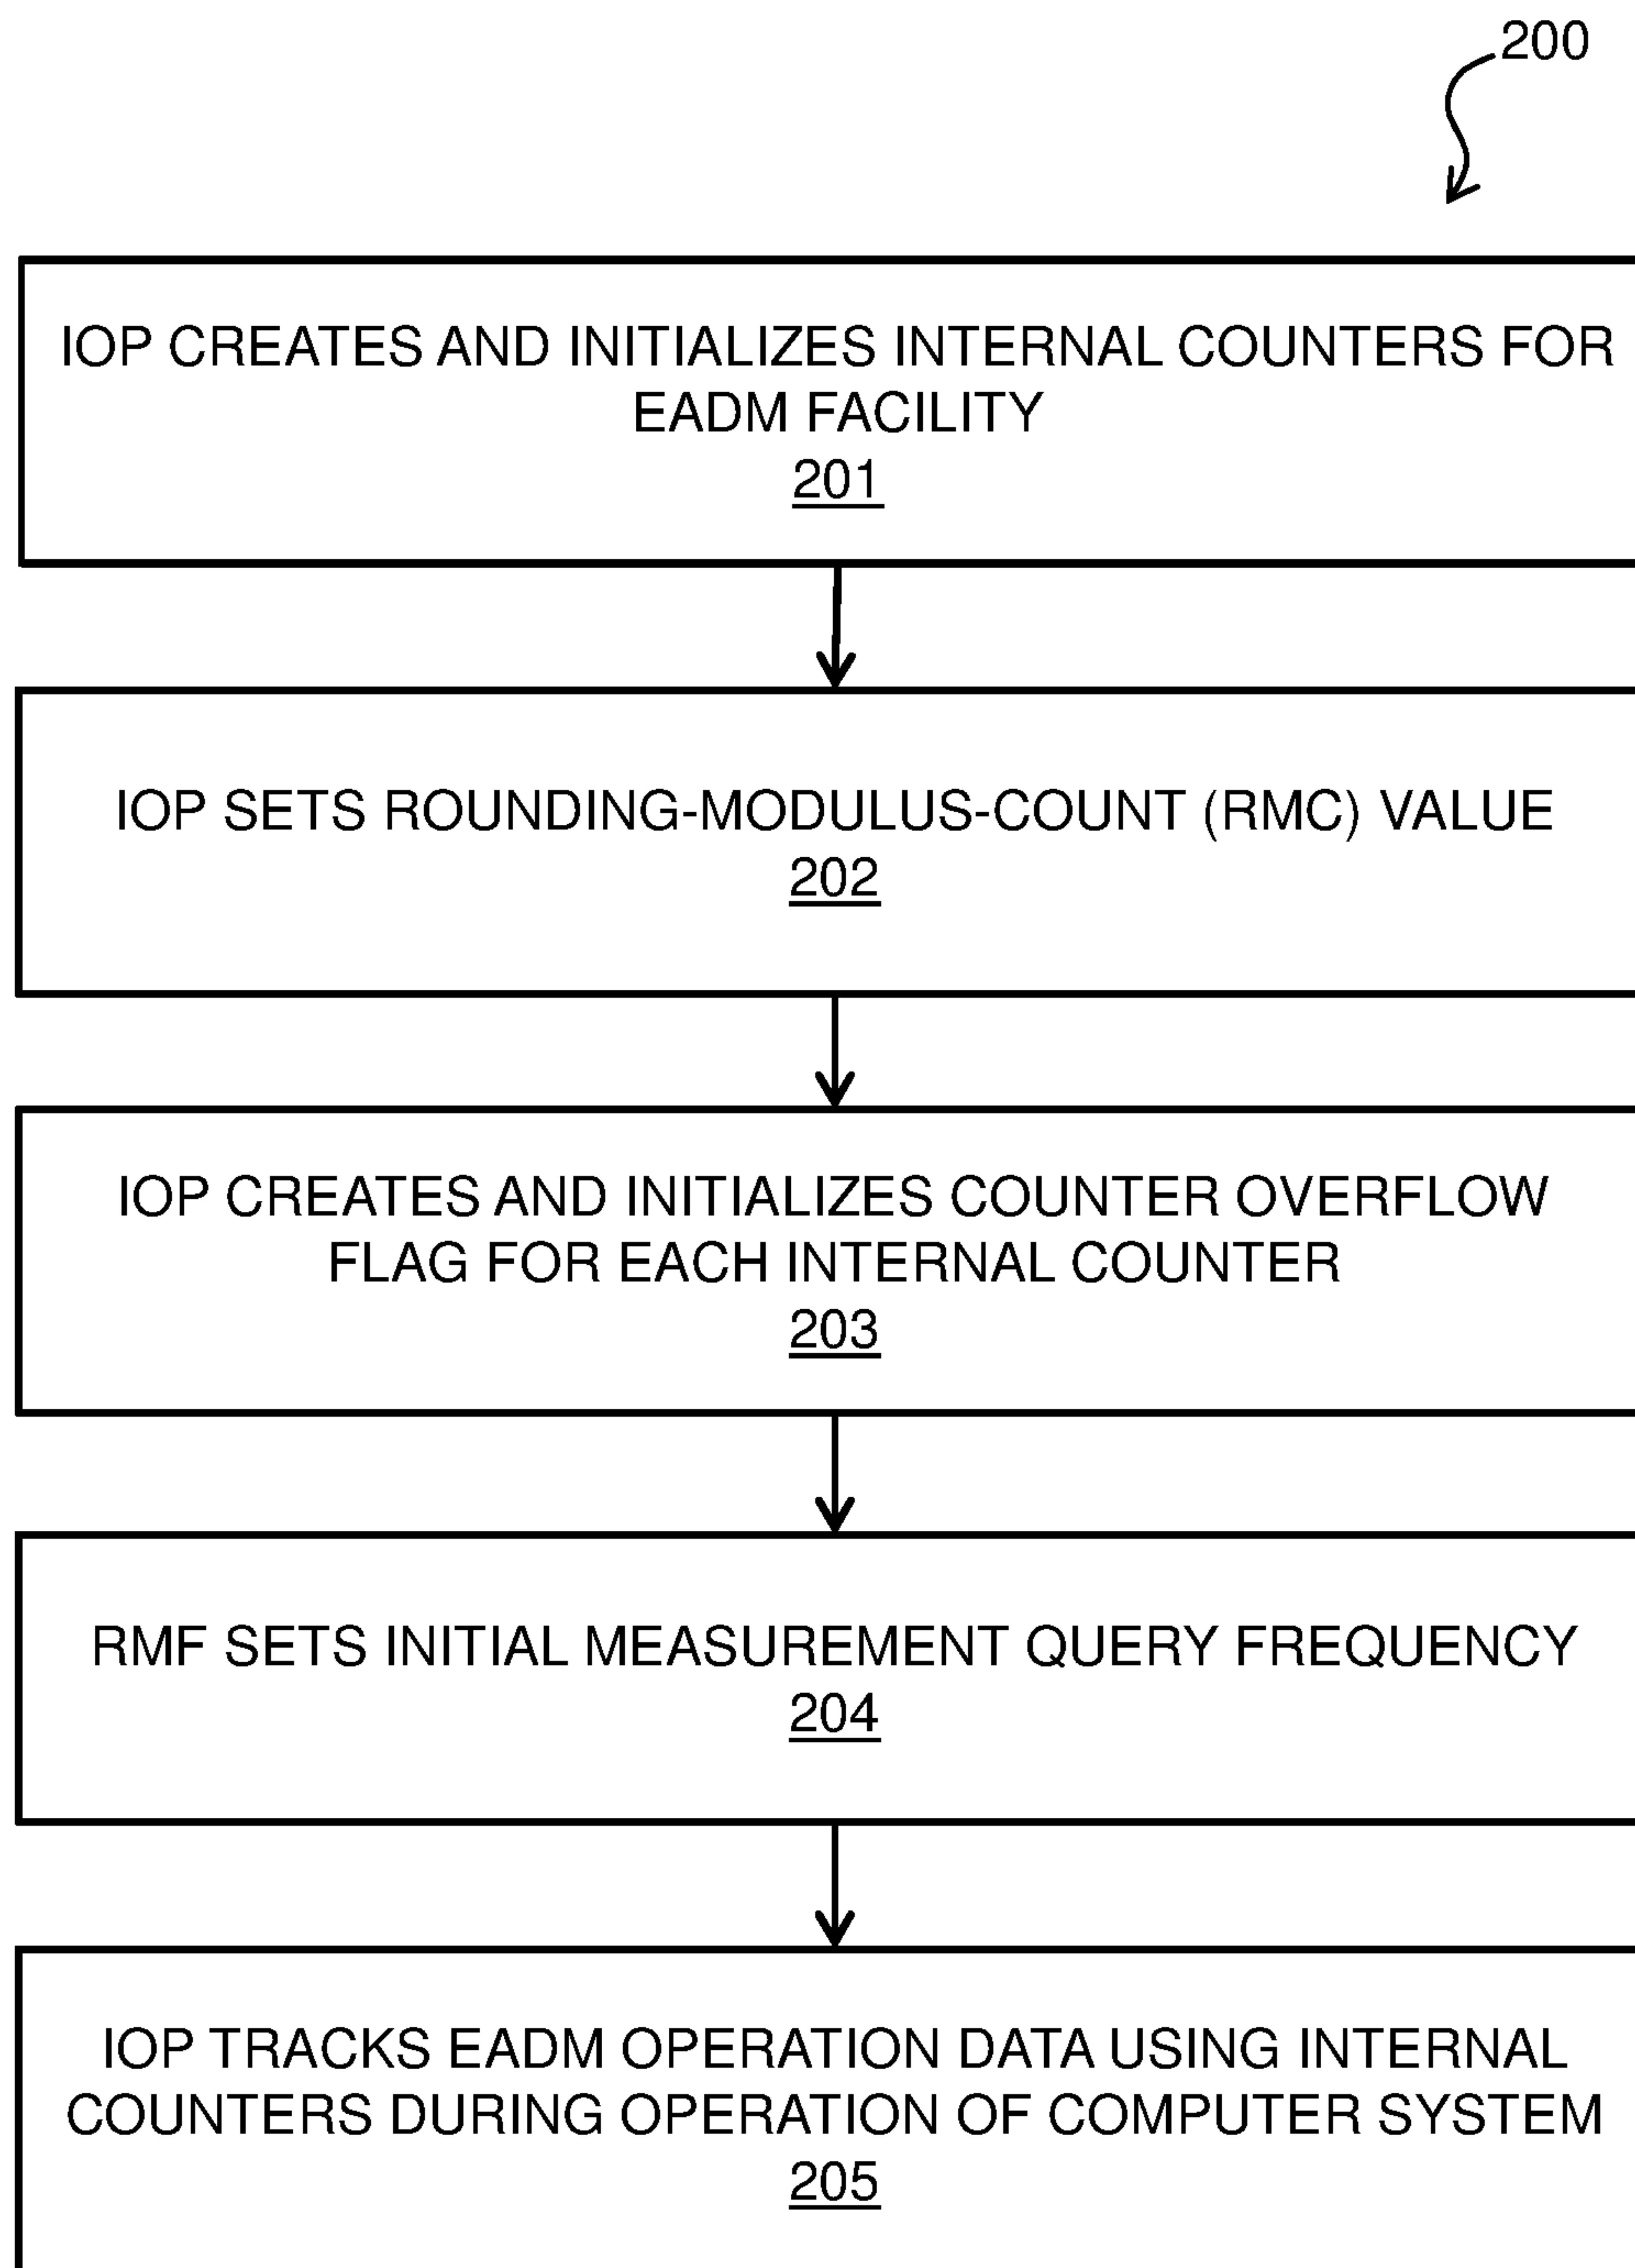 200
IOP CREATES AND INITIALIZES INTERNAL COUNTERS FOR
EADM FACILITY
201
IOP SETS ROUNDING-MODULUS-COUNT (RMC) VALUE
202
IOP CREATES AND INITIALIZES COUNTER OVERFLOW
FLAG FOR EACH INTERNAL COUNTER
203
RMF SETS INITIAL MEASUREMENT QUERY FREQUENCY
204
IOP TRACKS EADM OPERATION DATA USING INTERNAL
COUNTERS DURING OPERATION OF COMPUTER SYSTEM
205